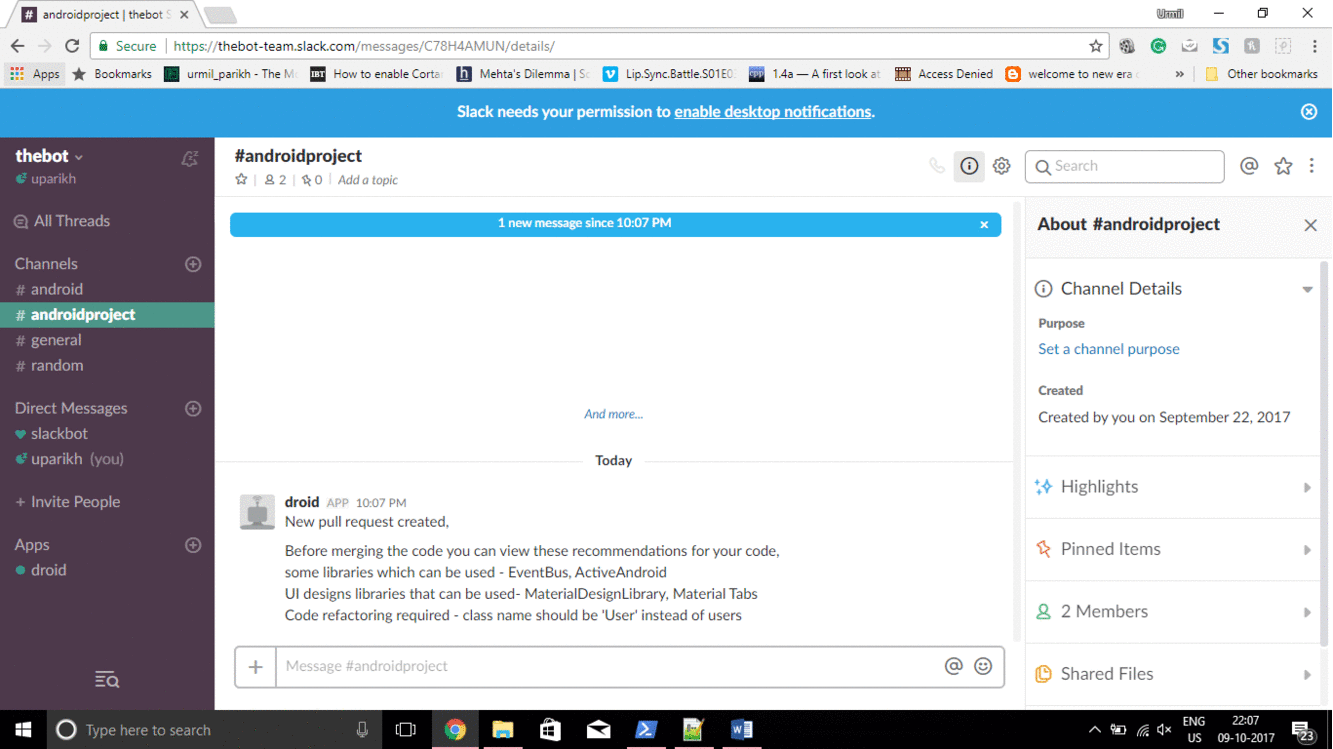 androidproject | thebot S
Urmil
Secure | https://thebot-team.slack.com/messages/C78H4AMUN/details/
Apps Bookmarks urmil_parikh - The Ma IBT How to enable Corta h Mehta's Dilemma | Sc Lip.Sync.Battle.S01E03 cpp 1.4a — A first look at Access Denied welcome to new era » Other bookmarks
Slack needs your permission to enable desktop notifications.
thebot
uparikh
All Threads
Channels
# android
# androidproject
# general
# random
Direct Messages
slackbot
uparikh (you)
+ Invite People
Apps
droid
#androidproject
2 | 0 | Add a topic
Search
1 new message since 10:07 PM
And more...
Today
droid APP 10:07 PM
New pull request created,
Before merging the code you can view these recommendations for your code,
some libraries which can be used - EventBus, ActiveAndroid
UI designs libraries that can be used- MaterialDesignLibrary, Material Tabs
Code refactoring required - class name should be 'User' instead of users
Message #androidproject
About #androidproject
Channel Details
Purpose
Set a channel purpose
Created
Created by you on September 22, 2017
Highlights
Pinned Items
2 Members
Shared Files
Type here to search
ENG
US
22:07
09-10-2017
23